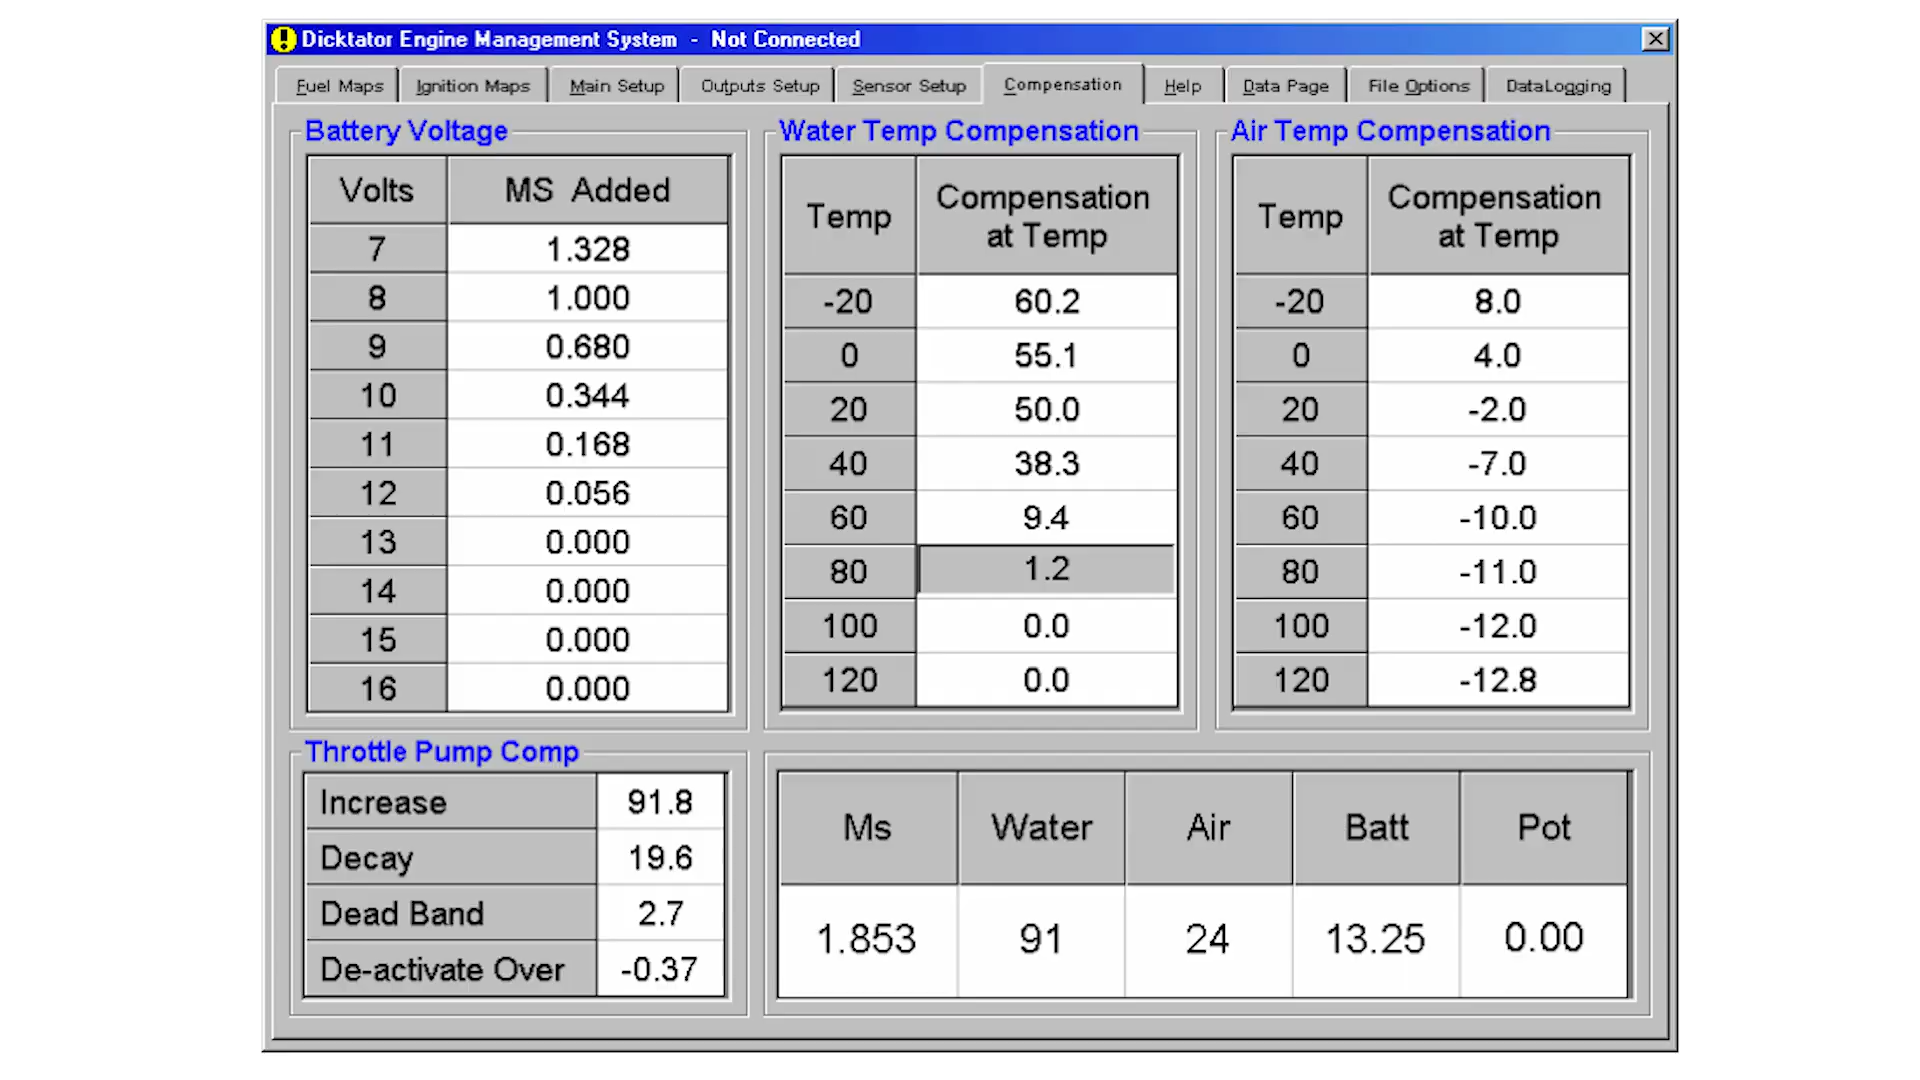 Dicktator Engine Management System - Not Connected
Fuel Maps Ignition Maps Main Setup Outputs Setup Sensor Setup Compensation Help Data Page File Options DataLogging
Battery Voltage
Volts MS Added
7 1.328
8 1.000
9 0.680
10 0.344
11 0.168
12 0.056
13 0.000
14 0.000
15 0.000
16 0.000
Water Temp Compensation
Temp Compensation
at Temp
-20 60.2
0 55.1
20 50.0
40 38.3
60 9.4
80 1.2
100 0.0
120 0.0
Air Temp Compensation
Temp Compensation
at Temp
-20 8.0
0 4.0
20 -2.0
40 -7.0
60 -10.0
80 -11.0
100 -12.0
120 -12.8
Throttle Pump Comp
Increase 91.8
Decay 19.6
Dead Band 2.7
De-activate Over -0.37
Ms Water Air Batt Pot
1.853 91 24 13.25 0.00